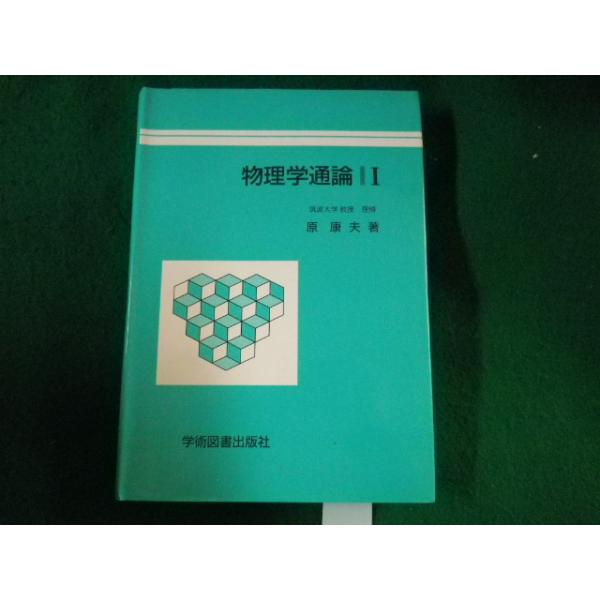 物理学通論 I
筑波大学教授 理博
原 康 夫 著
学術図書出版社